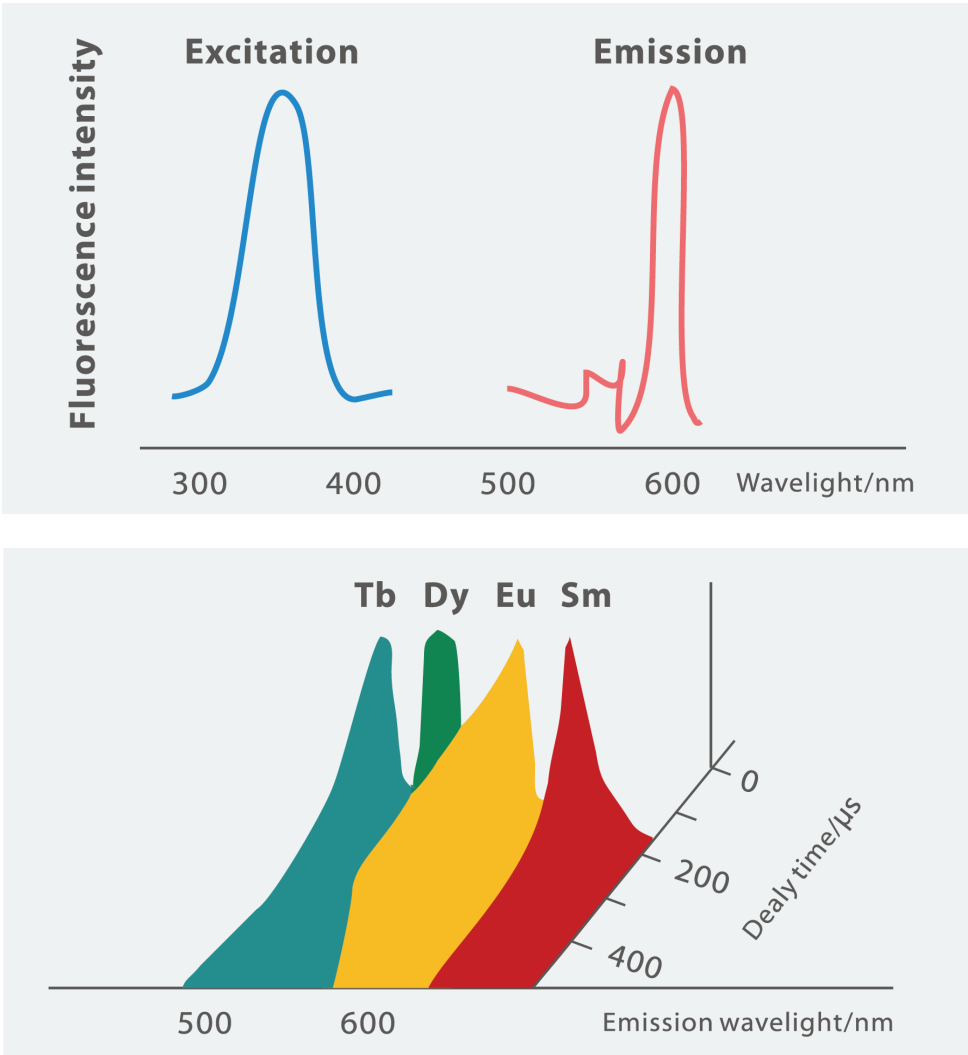 Excitation
Emission
Fluorescence intensity
300 400 500 600 Wavelight/nm
Tb Dy Eu Sm
0
200
400
Dealy time/μs
500 600 Emission wavelight/nm